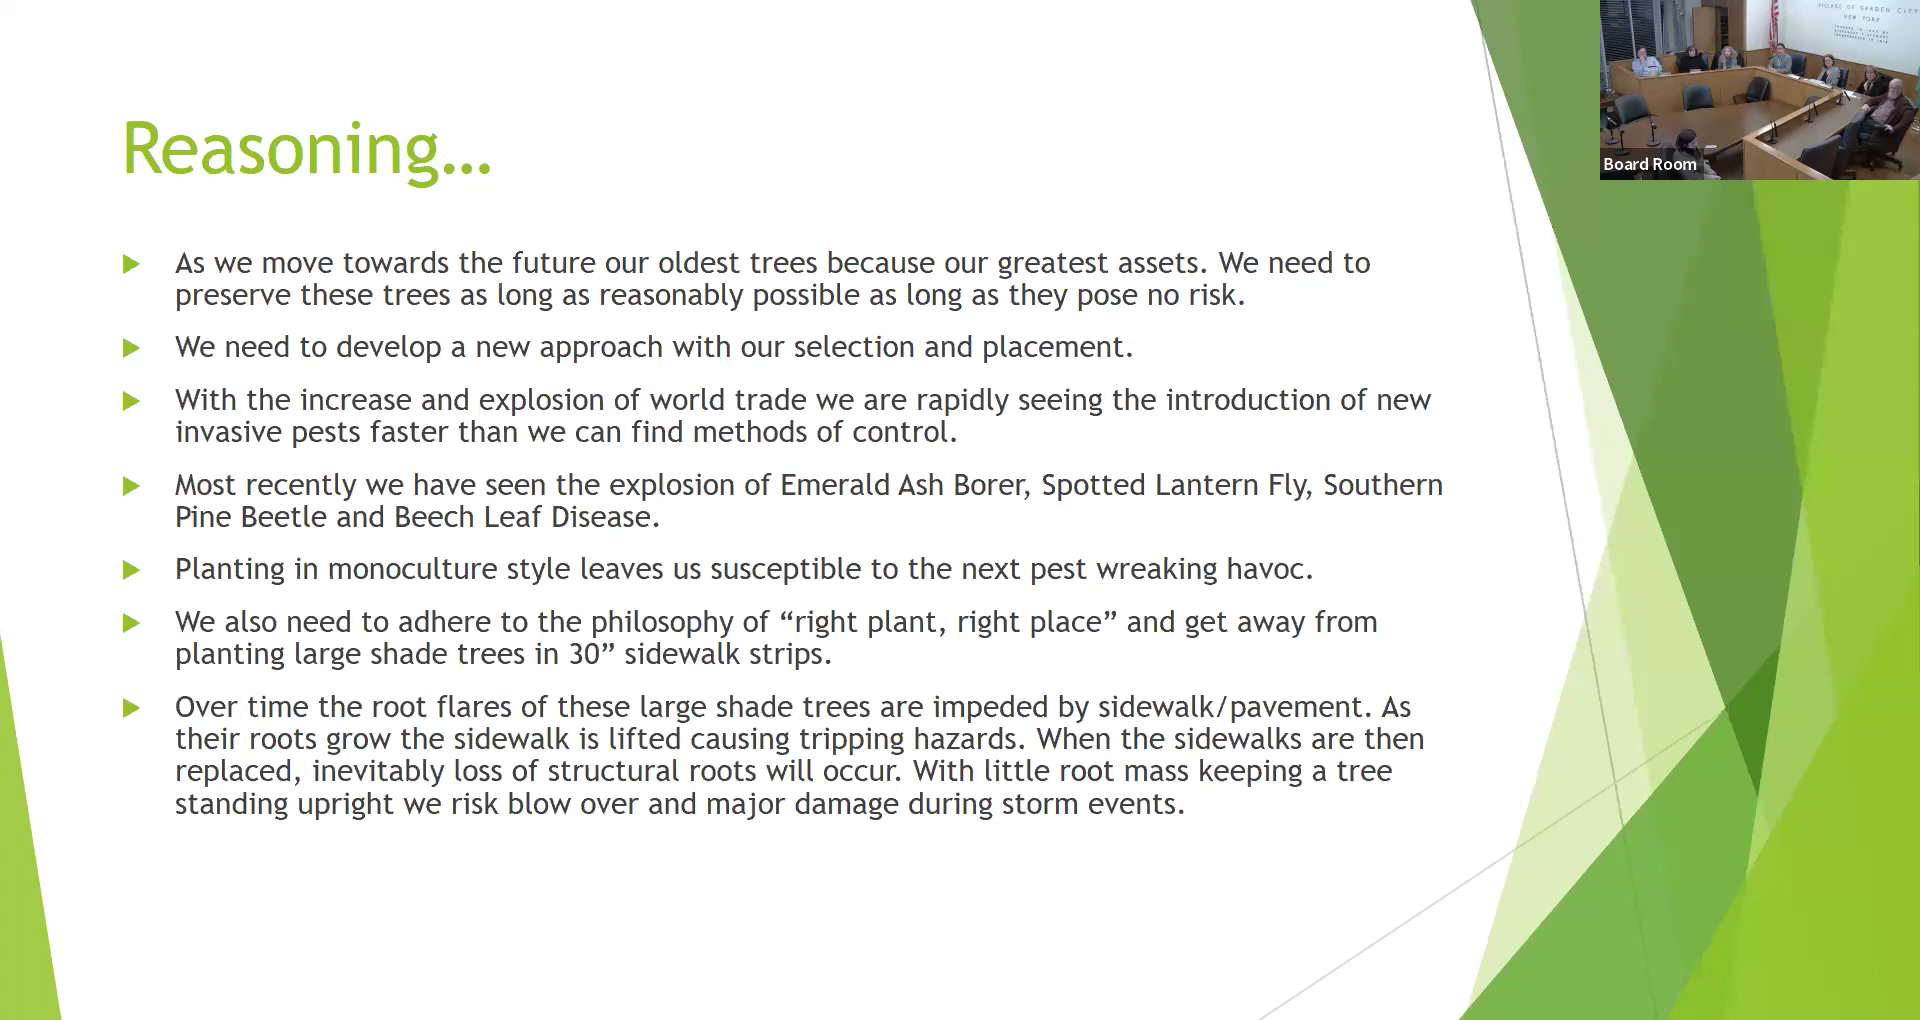 Reasoning...
As we move towards the future our oldest trees because our greatest assets. We need to
preserve these trees as long as reasonably possible as long as they pose no risk.
We need to develop a new approach with our selection and placement.
With the increase and explosion of world trade we are rapidly seeing the introduction of new
invasive pests faster than we can find methods of control.
Most recently we have seen the explosion of Emerald Ash Borer, Spotted Lantern Fly, Southern
Pine Beetle and Beech Leaf Disease.
Planting in monoculture style leaves us susceptible to the next pest wreaking havoc.
We also need to adhere to the philosophy of “right plant, right place” and get away from
planting large shade trees in 30” sidewalk strips.
Over time the root flares of these large shade trees are impeded by sidewalk/pavement. As
their roots grow the sidewalk is lifted causing tripping hazards. When the sidewalks are then
replaced, inevitably loss of structural roots will occur. With little root mass keeping a tree
standing upright we risk blow over and major damage during storm events.
VILLAGE OF GARDEN CITY
NEW YORK
Board Room